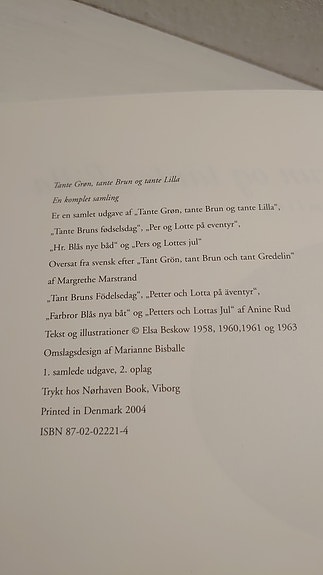 Tante Grøn, tante Brun og tante Lilla
En komplet samling
Er en samlet udgave af „Tante Grøn, tante Brun og tante Lilla",
„Tante Bruns fødselsdag", „Per og Lotte på eventyr",
„Hr. Blås nye båd" og „Pers og Lottes jul"
Oversat fra svensk efter „Tant Grön, tant Brun och tant Gredelin"
af Margrethe Marstrand
„Tant Bruns Födelsedag", „Petter och Lotta på äventyr",
„Farbror Blås nya båt" og „Petters och Lottas Jul" af Anine Rud
Tekst og illustrationer © Elsa Beskow 1958, 1960,1961 og 1963
Omslagsdesign af Marianne Bisballe
1. samlede udgave, 2. oplag
Trykt hos Nørhaven Book, Viborg
Printed in Denmark 2004
ISBN 87-02-02221-4